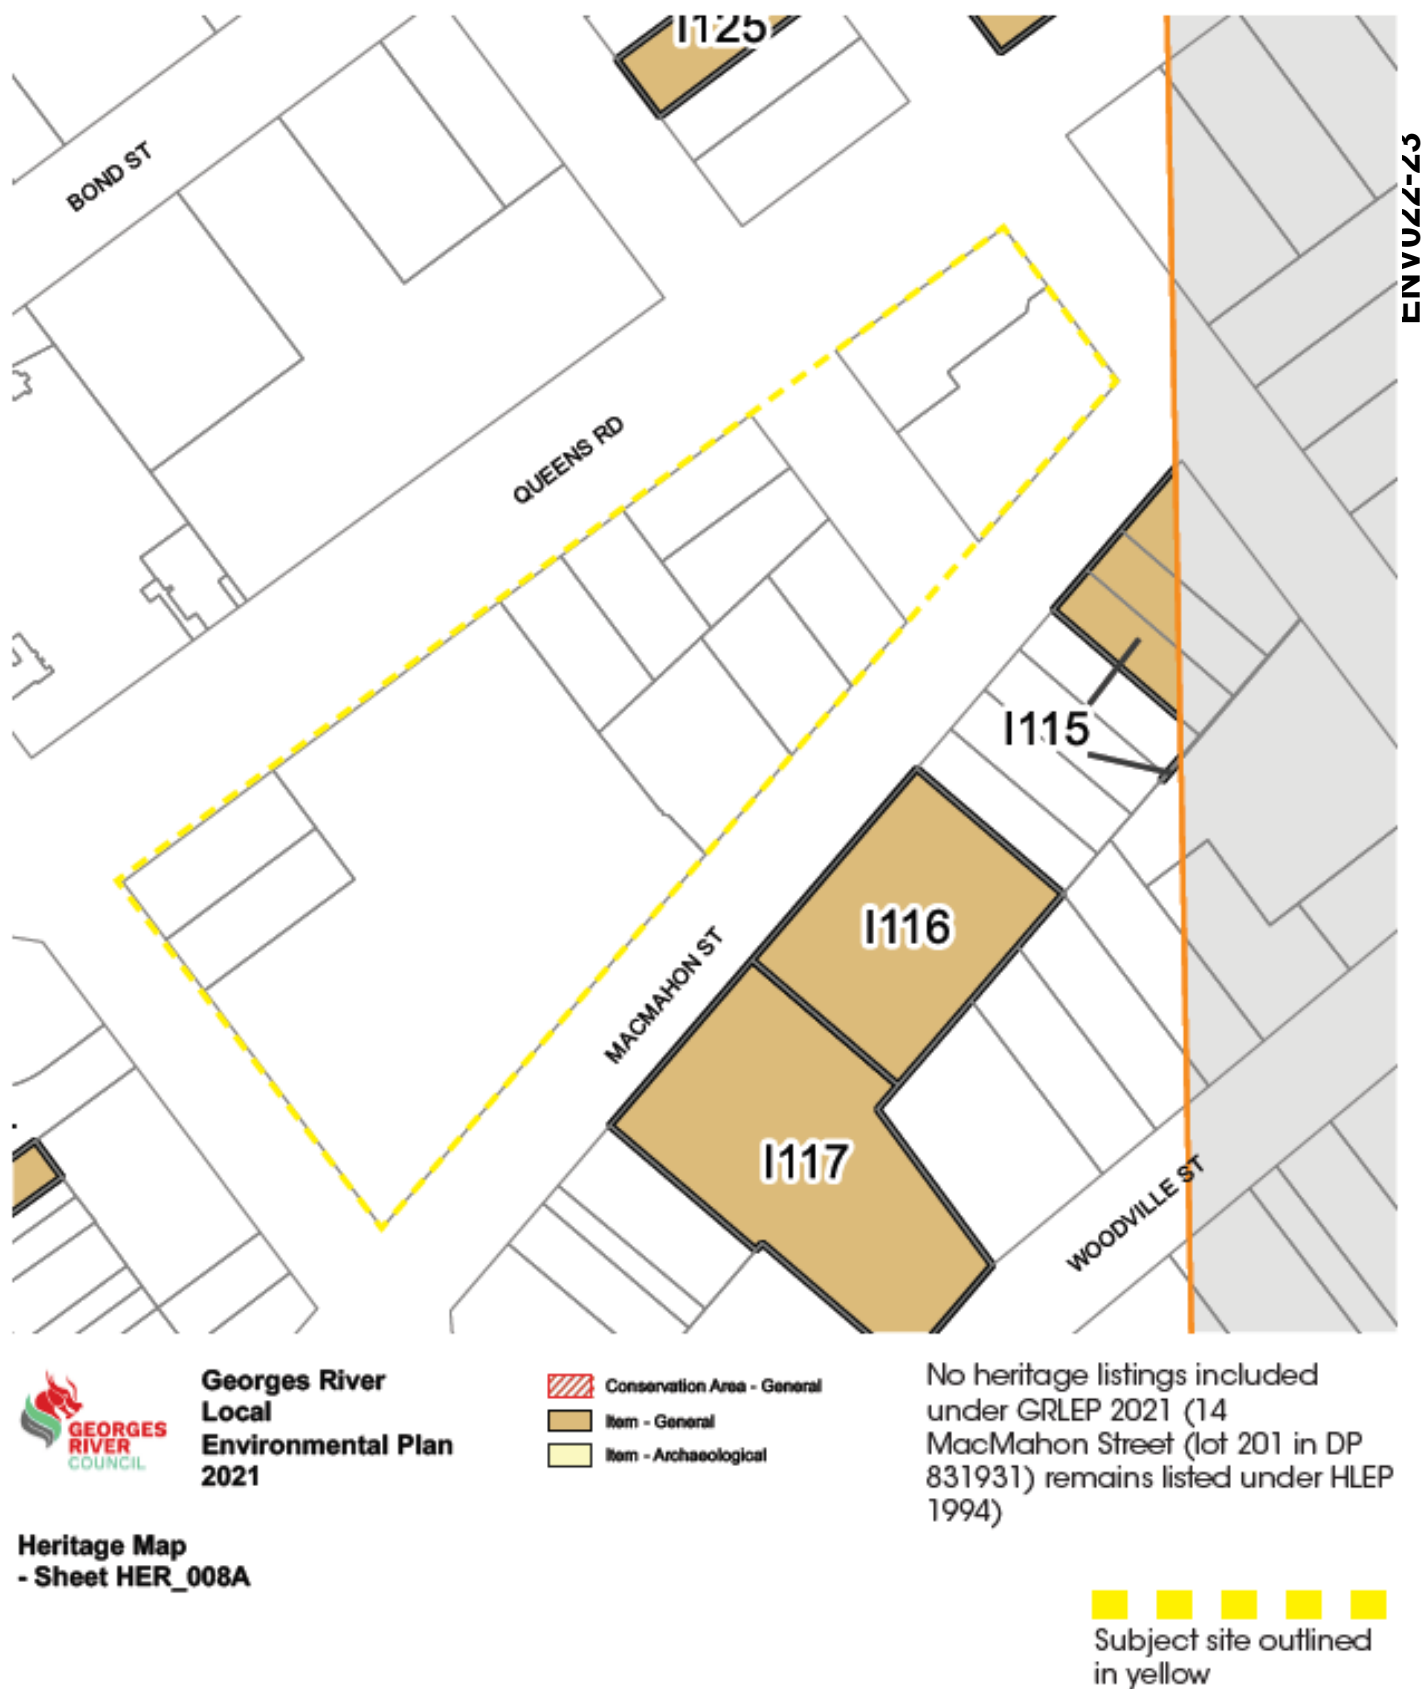 I125
BOND ST
ENV022-23
QUEENS RD
I115
I116
MACMAHON ST
I117
WOODVILLE ST
GEORGES
RIVER
COUNCIL
Georges River
Local
Environmental Plan
2021
Heritage Map
- Sheet HER_008A
Conservation Area - General
Item - General
Item - Archaeological
No heritage listings included
under GRLEP 2021 (14
MacMahon Street (lot 201 in DP
831931) remains listed under HLEP
1994)
Subject site outlined
in yellow